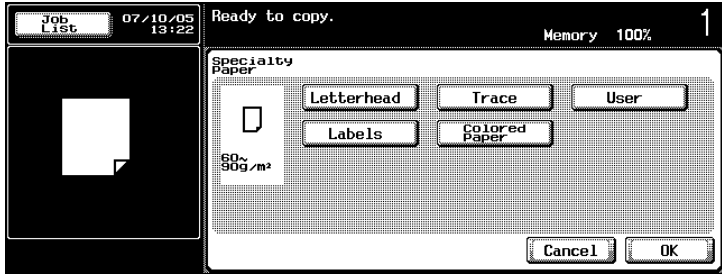 Job
List
07/10/05
13:22
Ready to copy.
Memory 100%
1
Specialty
Paper
Letterhead
Trace
User
Labels
Colored
Paper
60~
90g/m²
Cancel
OK